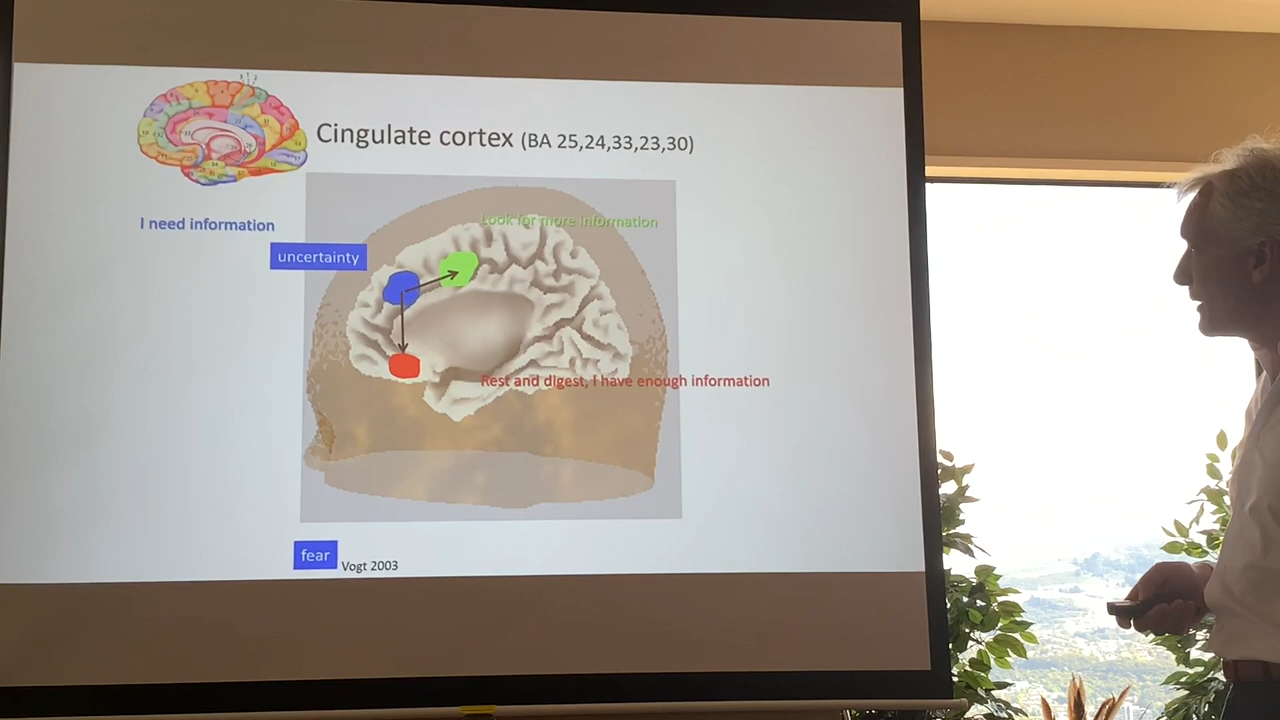 Cingulate cortex (BA 25,24,33,23,30)
I need information
Look for more information
uncertainty
Rest and digest, I have enough information
fear
Vogt 2003